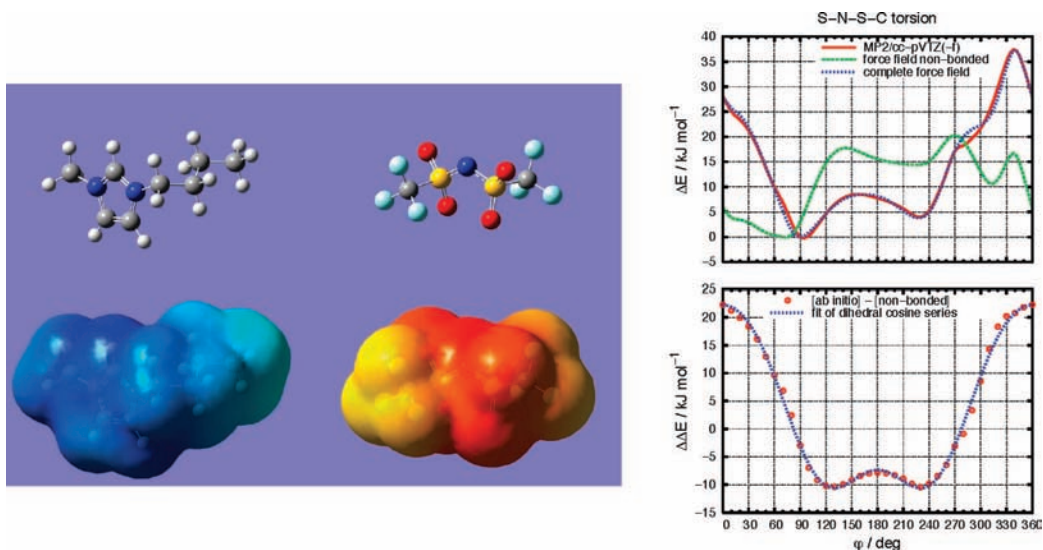 S-N-S-C torsion
MP2/cc-pVTZ(-f)
force field non-bonded
complete force field
ΔE / kJ mol⁻¹
40
35
30
25
20
15
10
5
0
−5
[ab initio] − [non-bonded]
fit of dihedral cosine series
ΔΔE / kJ mol⁻¹
25
20
15
10
5
0
−5
−10
−15
0 30 60 90 120 150 180 210 240 270 300 330 360
φ / deg